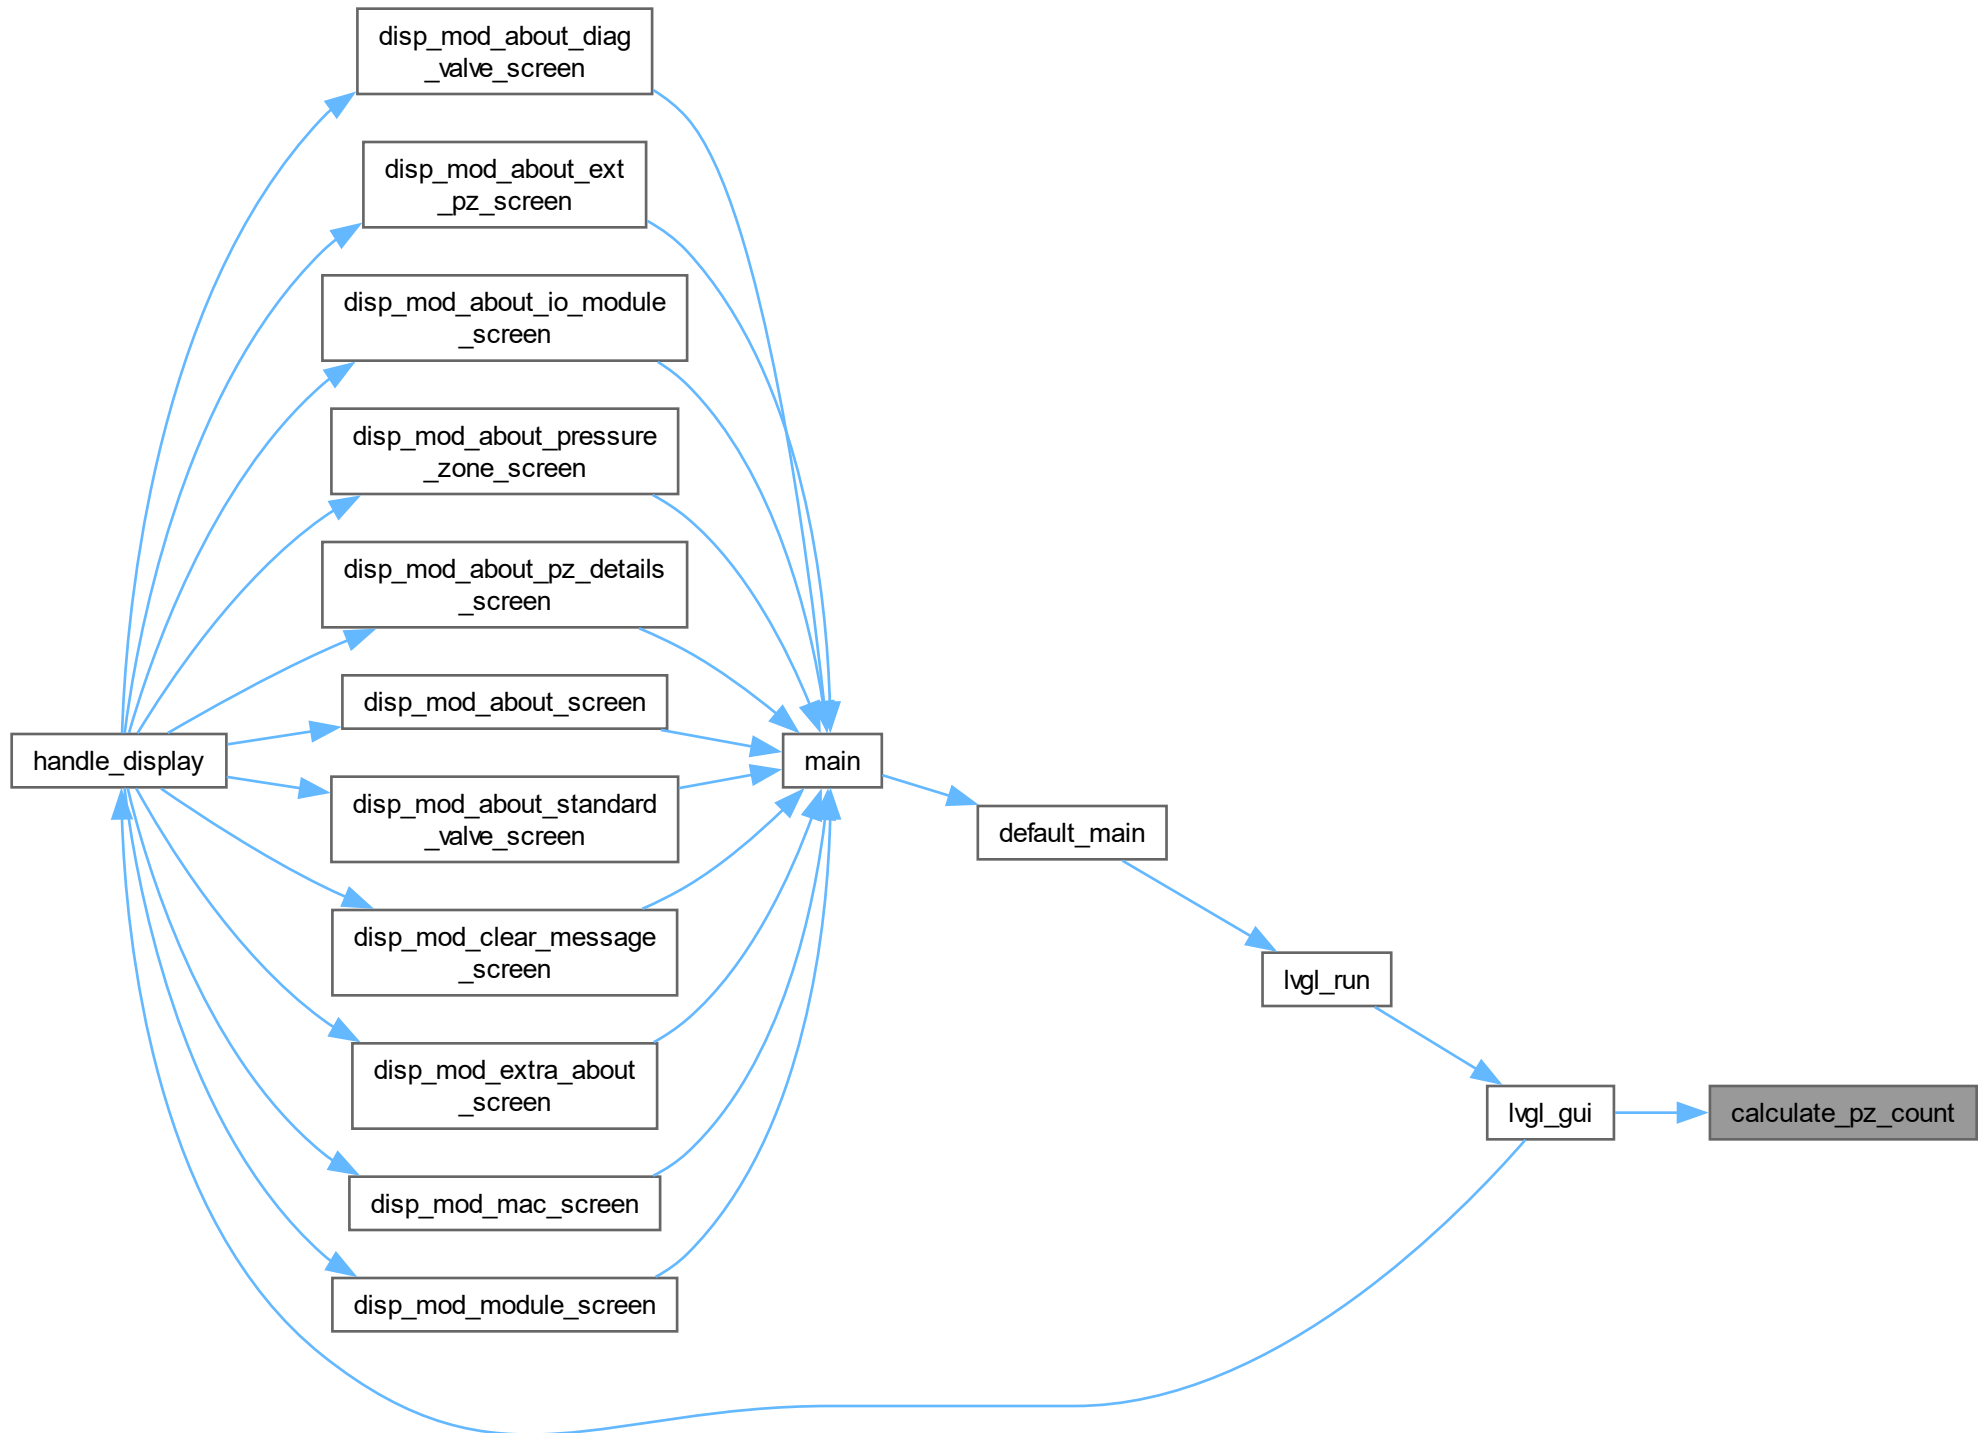 disp_mod_about_diag
_valve_screen
disp_mod_about_ext
_pz_screen
disp_mod_about_io_module
_screen
disp_mod_about_pressure
_zone_screen
disp_mod_about_pz_details
_screen
disp_mod_about_screen
handle_display
main
disp_mod_about_standard
_valve_screen
default_main
disp_mod_clear_message
_screen
lvgl_run
disp_mod_extra_about
_screen
lvgl_gui
calculate_pz_count
disp_mod_mac_screen
disp_mod_module_screen